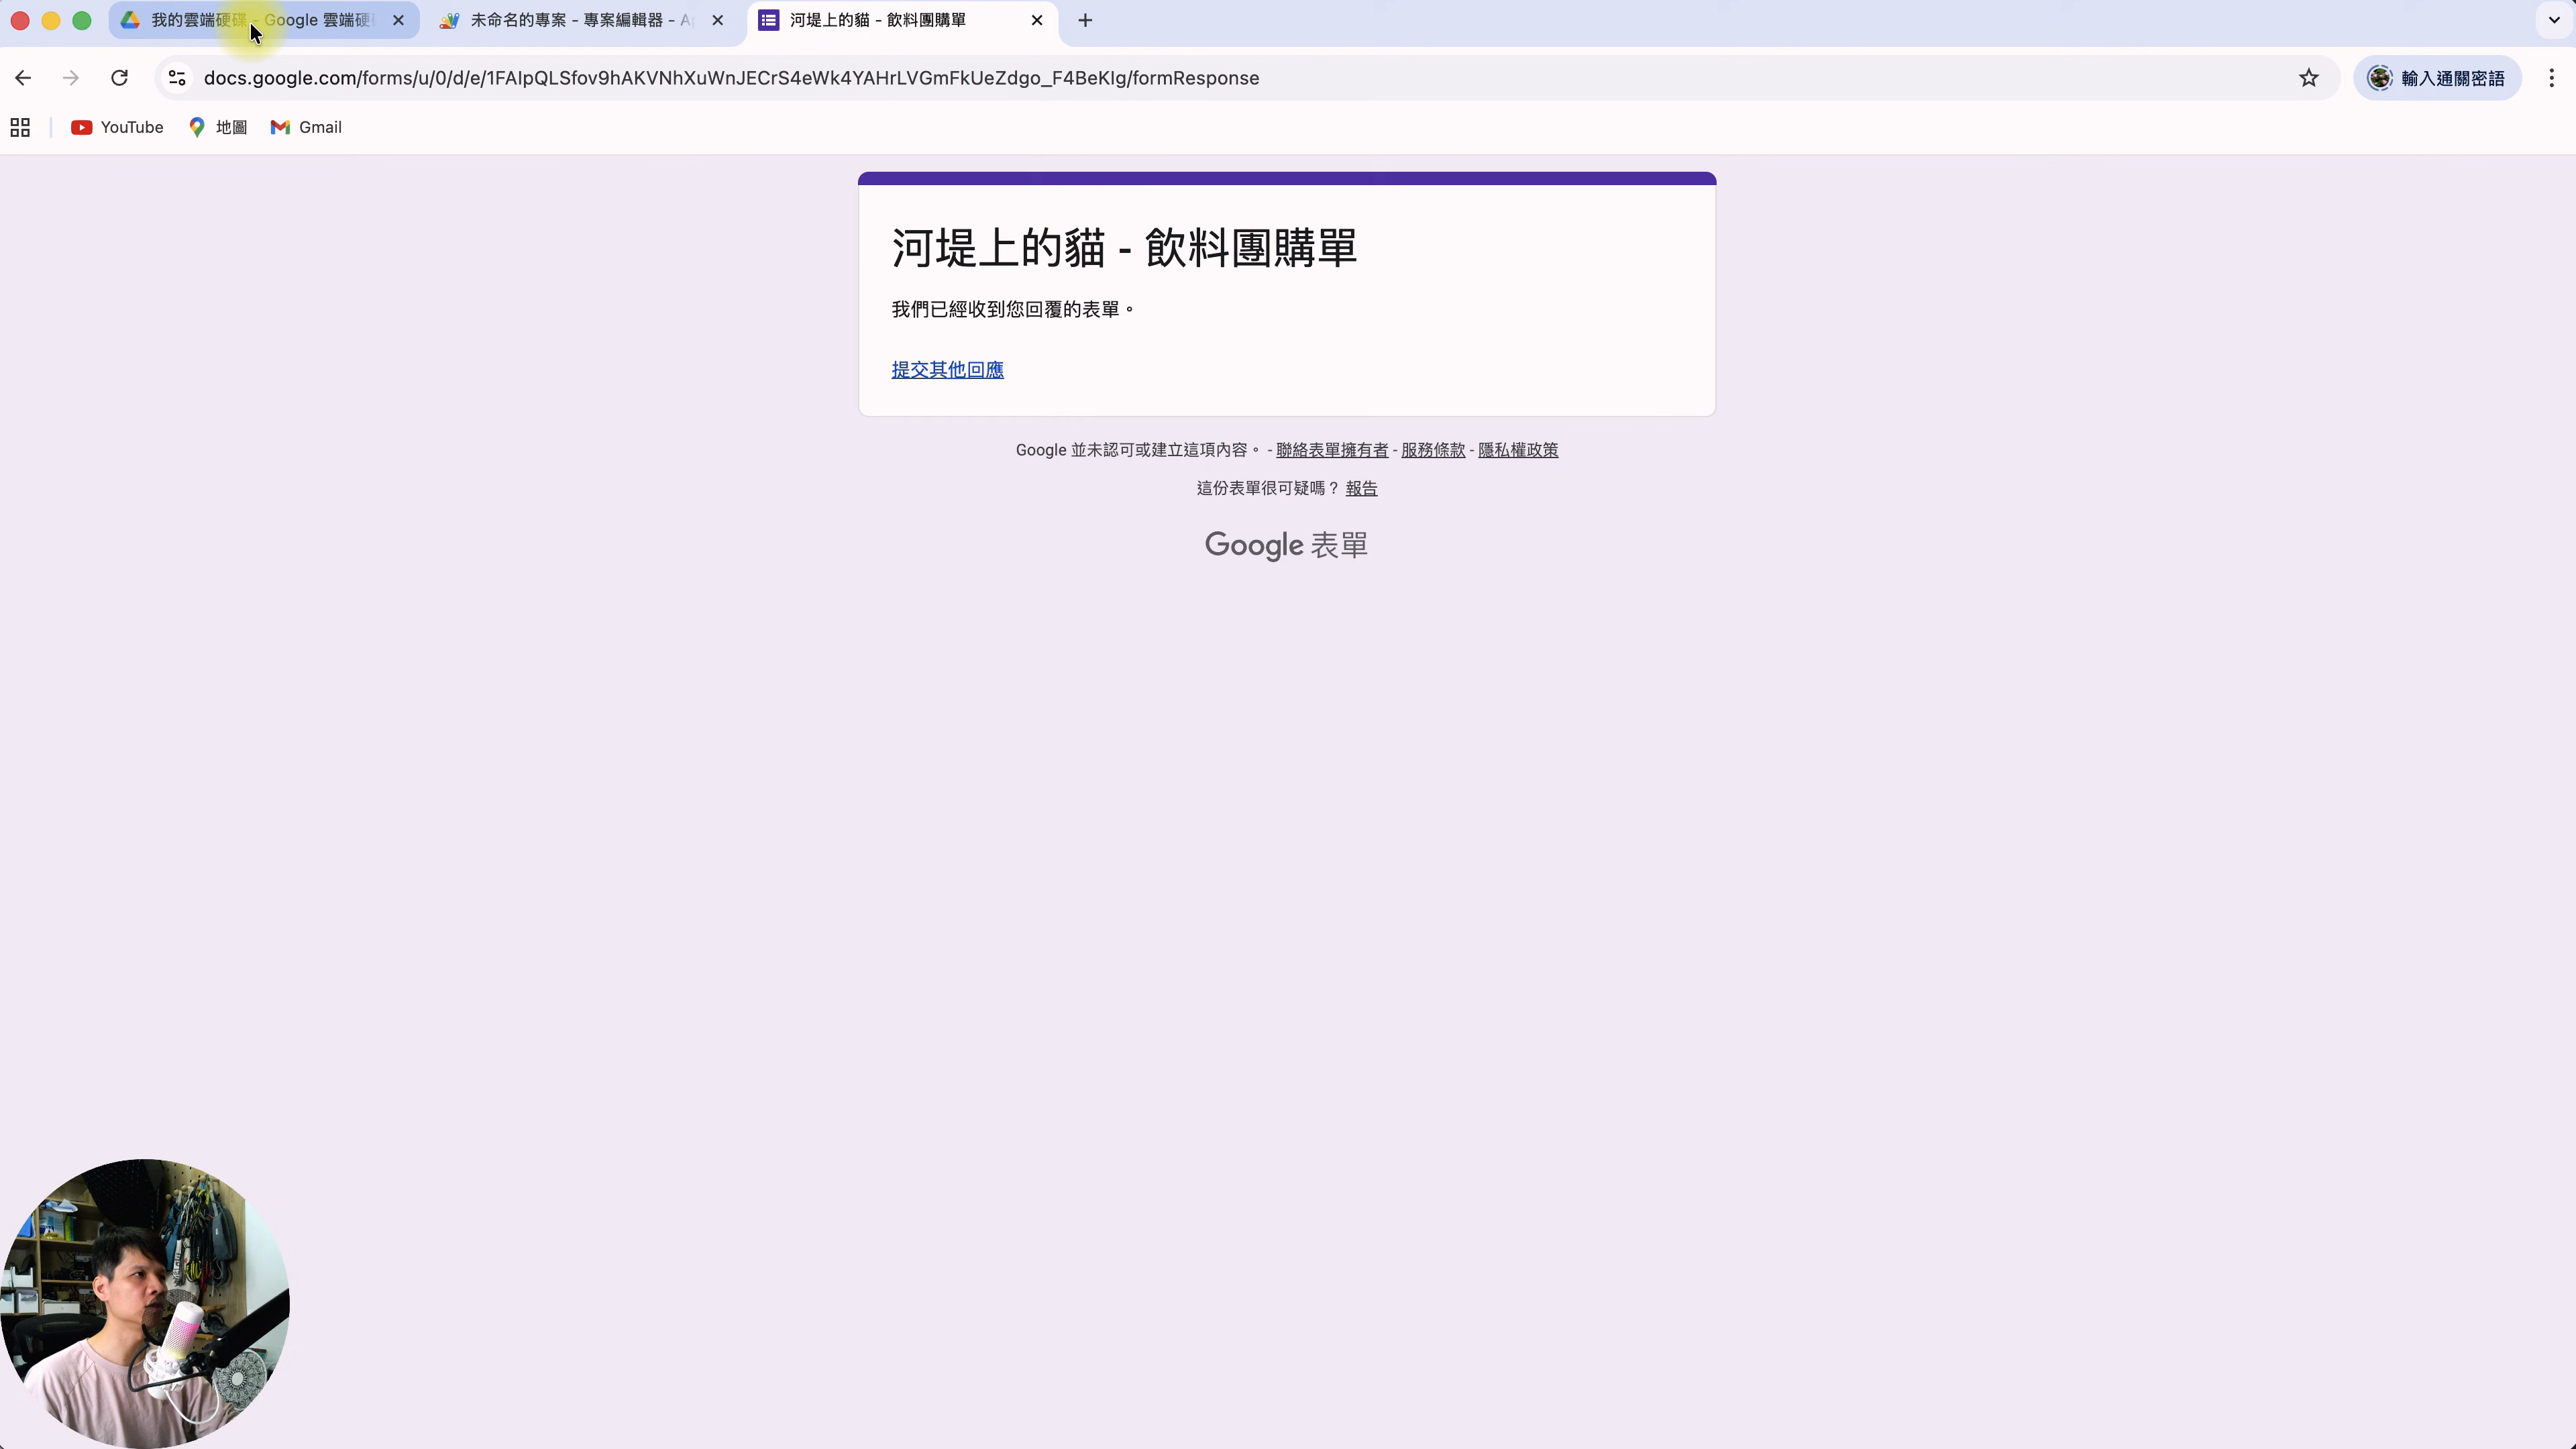 我的雲端硬碟 - Google 雲端硬
未命名的專案 - 專案編輯器 - A
河堤上的貓 - 飲料團購單
docs.google.com/forms/u/0/d/e/1FAIpQLSfov9hAKVNhXuWnJECrS4eWk4YAHrLVGmFkUeZdgo_F4BeKIg/formResponse
輸入通關密語
YouTube
地圖
Gmail
河堤上的貓 - 飲料團購單
我們已經收到您回覆的表單。
提交其他回應
Google 並未認可或建立這項內容。 - 聯絡表單擁有者 - 服務條款 - 隱私權政策
這份表單很可疑嗎？ 報告
Google 表單